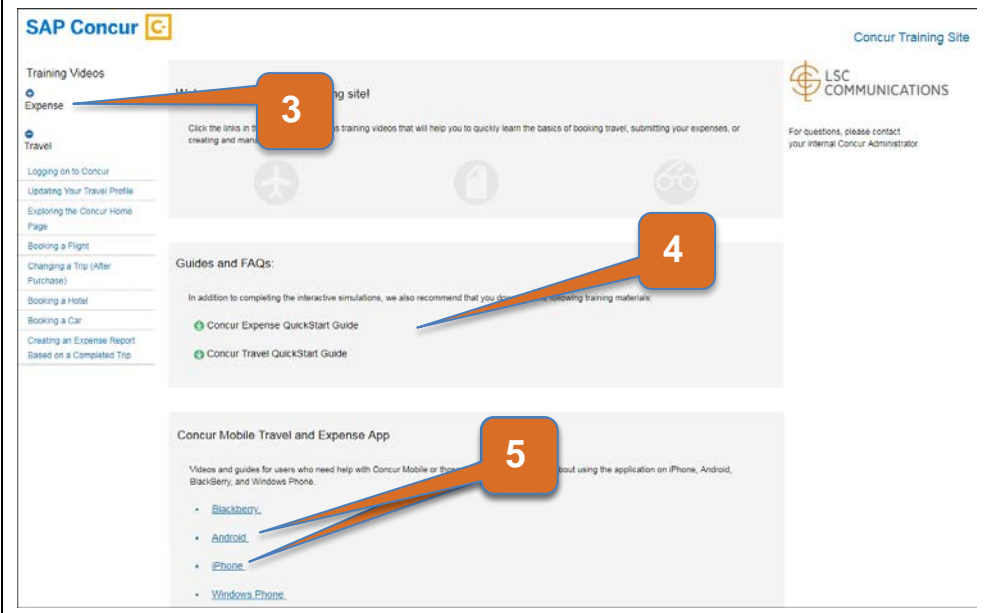 SAP Concur C
Concur Training Site
Training Videos
Expense
Travel
Logging on to Concur
Updating Your Travel Profile
Exploring the Concur Home
Page
Booking a Flight
Changing a Trip (After
Purchase)
Booking a Hotel
Booking a Car
Creating an Expense Report
Based on a Completed Trip
3
ng site!
Click the links in s training videos that will help you to quickly learn the basics of booking travel, submitting your expenses, or
creating and
4
Guides and FAQs:
In addition to completing the interactive simulations, we also recommend that you following training materials:
Concur Expense QuickStart Guide
Concur Travel QuickStart Guide
5
Concur Mobile Travel and Expense App
Videos and guides for users who need help with Concur Mobile or bout using the application on iPhone, Android,
BlackBerry, and Windows Phone.
• Blackberry
• Android
• iPhone
• Windows Phone
LSC
COMMUNICATIONS
For questions, please contact
your internal Concur Administrator.